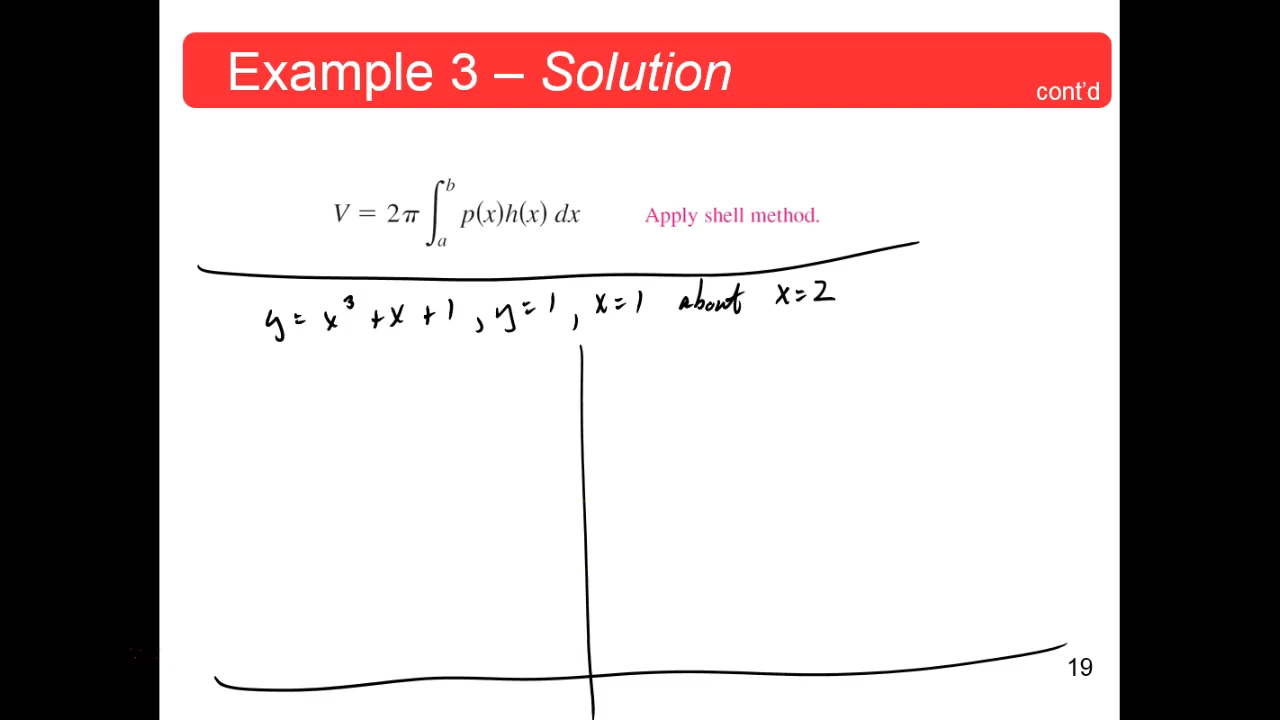 Example 3 – Solution
cont'd
V = 2π ∫_a^b p(x)h(x) dx Apply shell method.
y = x³ + x + 1 , y = 1 , x = 1 about x = 2
19